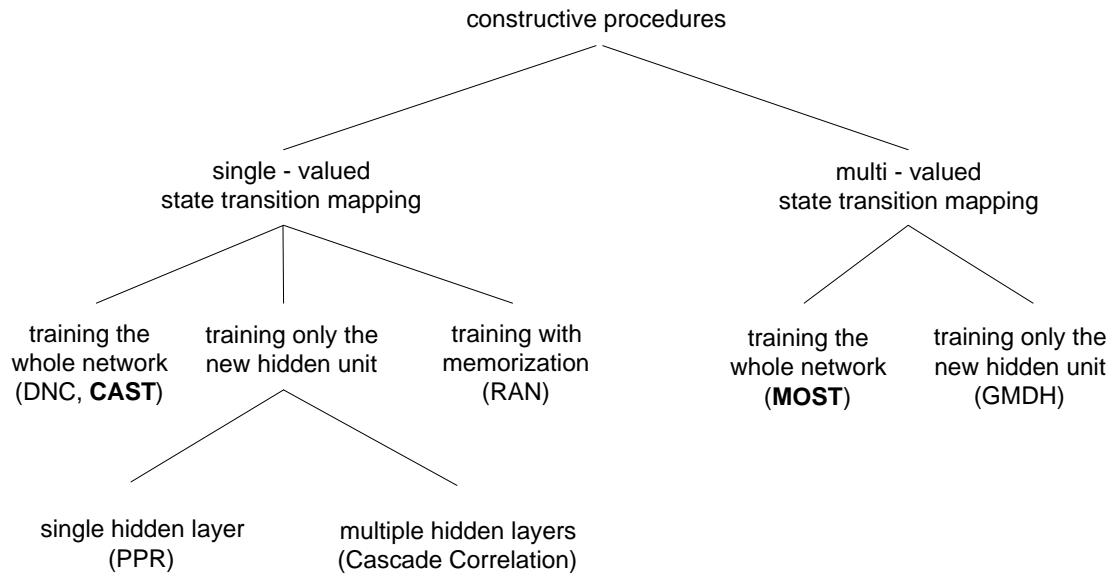 constructive procedures
single - valued
state transition mapping
multi - valued
state transition mapping
training the
whole network
(DNC, CAST)
training only the
new hidden unit
training with
memorization
(RAN)
training the
whole network
(MOST)
training only the
new hidden unit
(GMDH)
single hidden layer
(PPR)
multiple hidden layers
(Cascade Correlation)